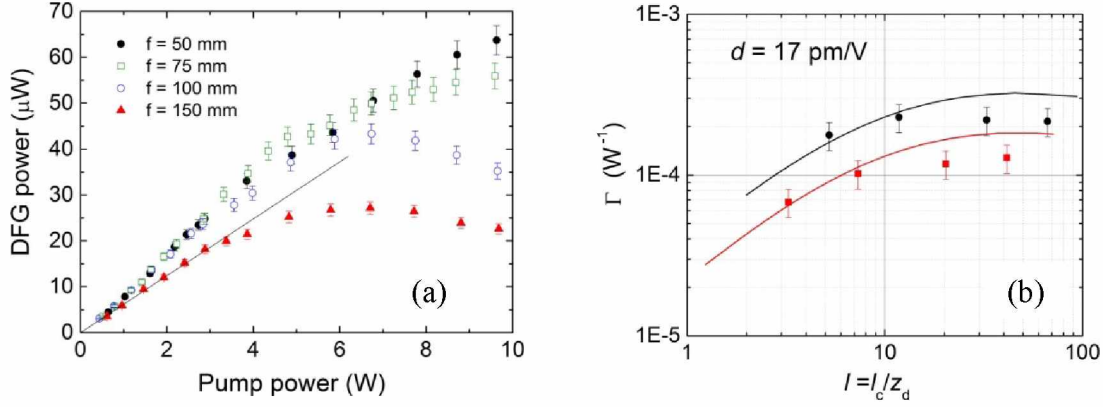 DFG power (μW)
70
60
50
40
30
20
10
0
f = 50 mm
f = 75 mm
f = 100 mm
f = 150 mm
(a)
0 2 4 6 8 10
Pump power (W)
Γ (W⁻¹)
1E-3
1E-4
1E-5
d = 17 pm/V
(b)
1 10 100
l =l_c/z_d